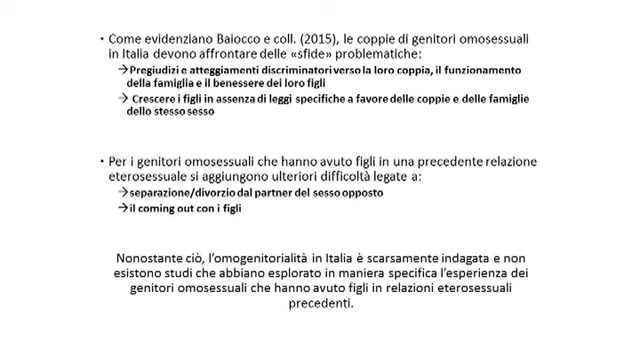 • Come evidenziano Baiocco e coll. (2015), le coppie di genitori omosessuali
in Italia devono affrontare delle «sfide» problematiche:
→Pregiudizi e atteggiamenti discriminatori verso la loro coppia, il funzionamento
della famiglia e il benessere dei loro figli
→ Crescere i figli in assenza di leggi specifiche a favore delle coppie e delle famiglie
dello stesso sesso
• Per i genitori omosessuali che hanno avuto figli in una precedente relazione
eterosessuale si aggiungono ulteriori difficoltà legate a:
→separazione/divorzio dal partner del sesso opposto
→il coming out con i figli
Nonostante ciò, l'omogenitorialità in Italia è scarsamente indagata e non
esistono studi che abbiano esplorato in maniera specifica l'esperienza dei
genitori omosessuali che hanno avuto figli in relazioni eterosessuali
precedenti.